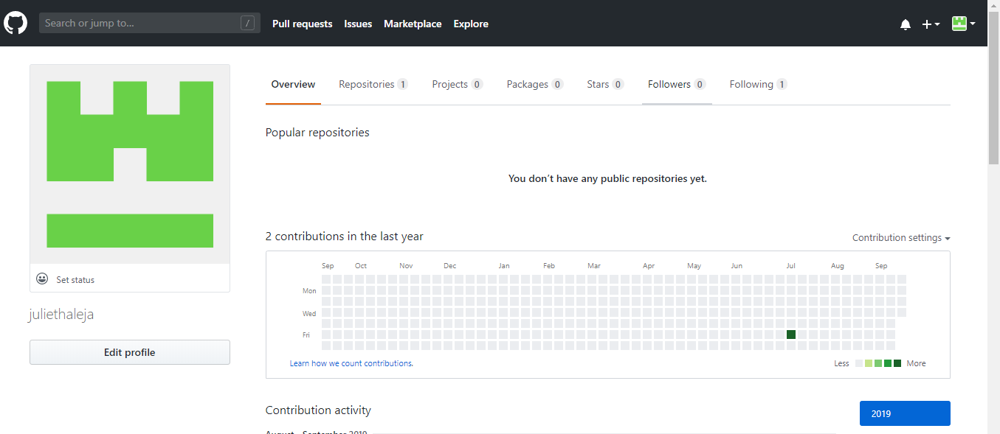 Search or jump to... /
Pull requests Issues Marketplace Explore
Overview Repositories 1 Projects 0 Packages 0 Stars 0 Followers 0 Following 1
Popular repositories
You don’t have any public repositories yet.
2 contributions in the last year
Contribution settings
Sep Oct Nov Dec Jan Feb Mar Apr May Jun Jul Aug Sep
Mon
Wed
Fri
Learn how we count contributions.
Less More
Set status
juliethaleja
Edit profile
Contribution activity
2019
August - September 2019